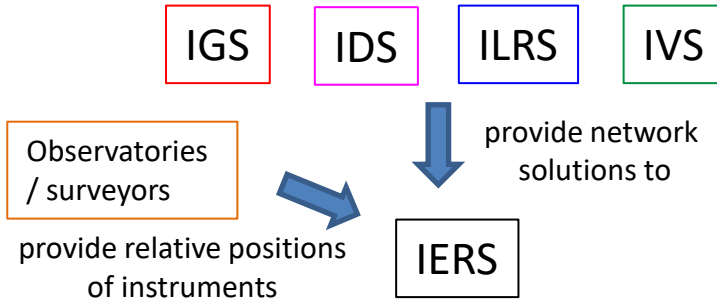 IGS
IDS
ILRS
IVS
Observatories
/ surveyors
provide network
solutions to
provide relative positions
of instruments
IERS